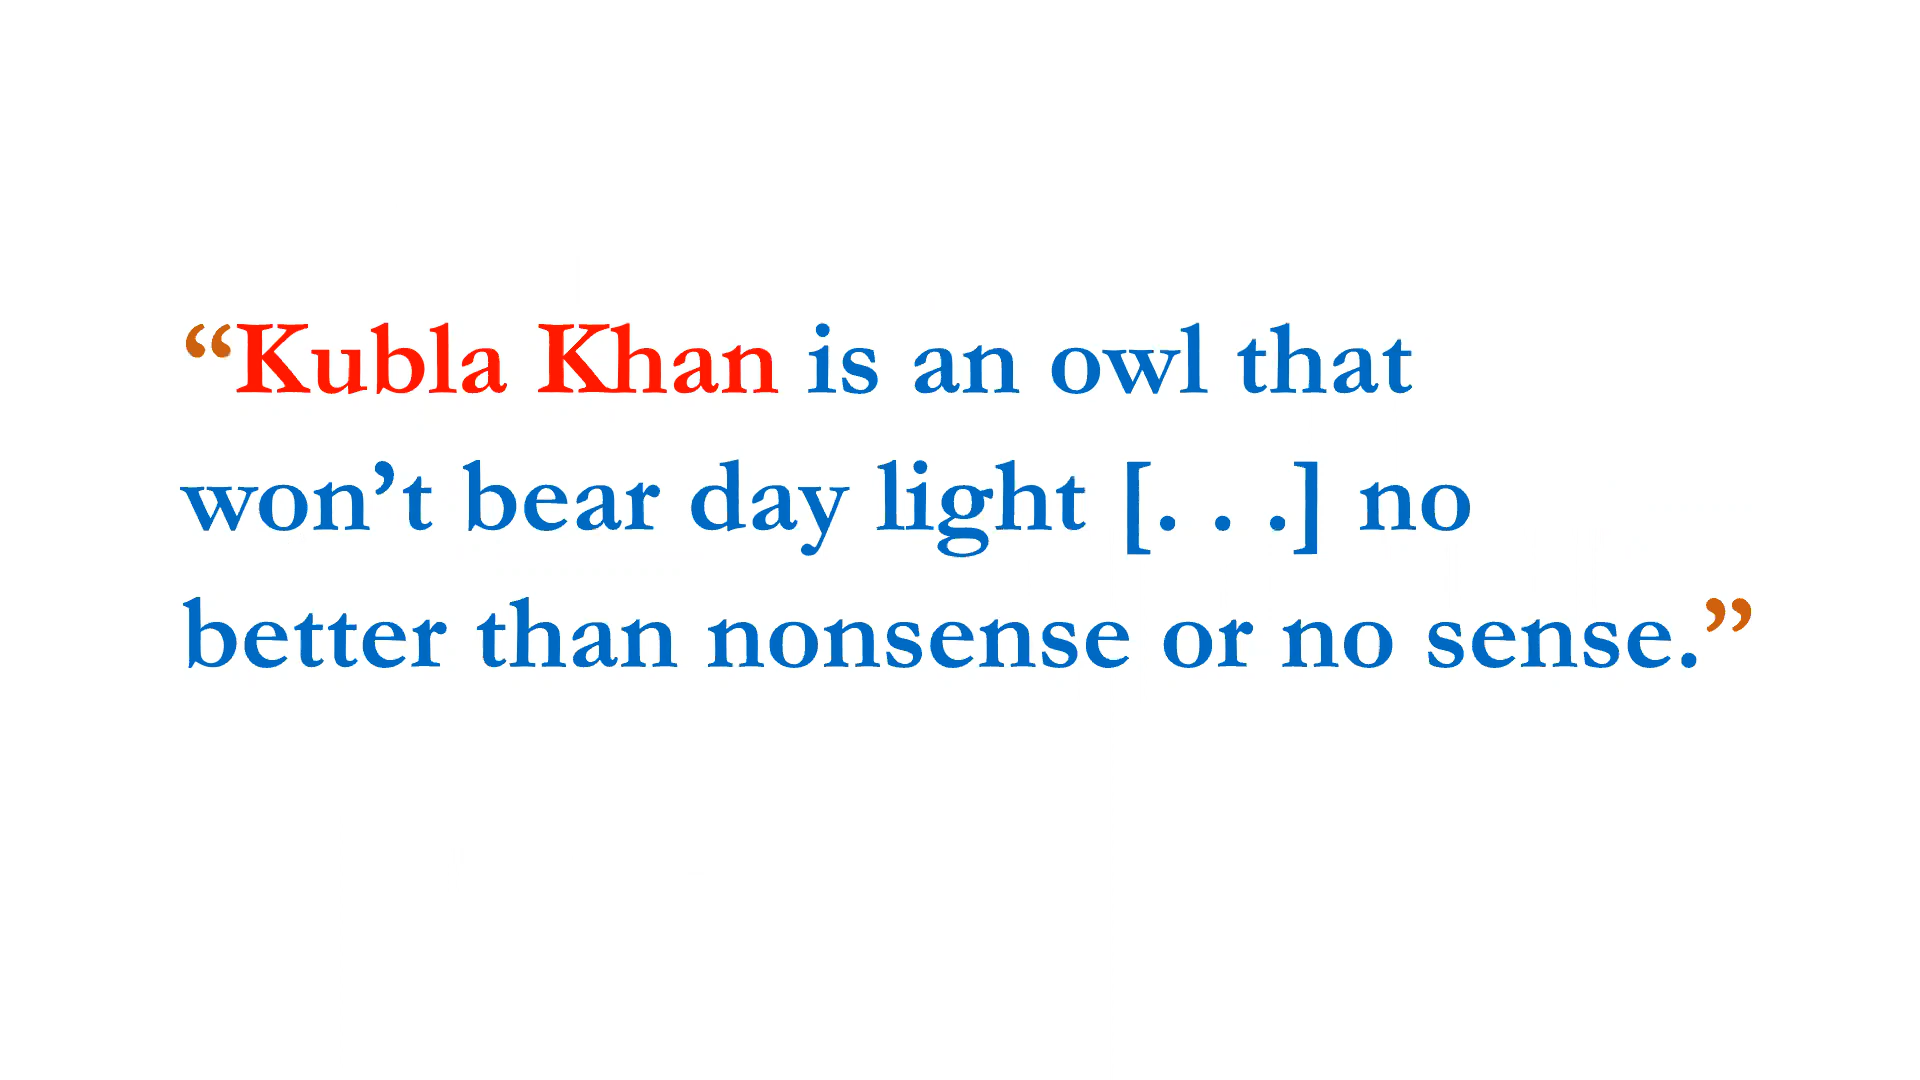 “Kubla Khan is an owl that
won’t bear day light [. . .] no
better than nonsense or no sense.”